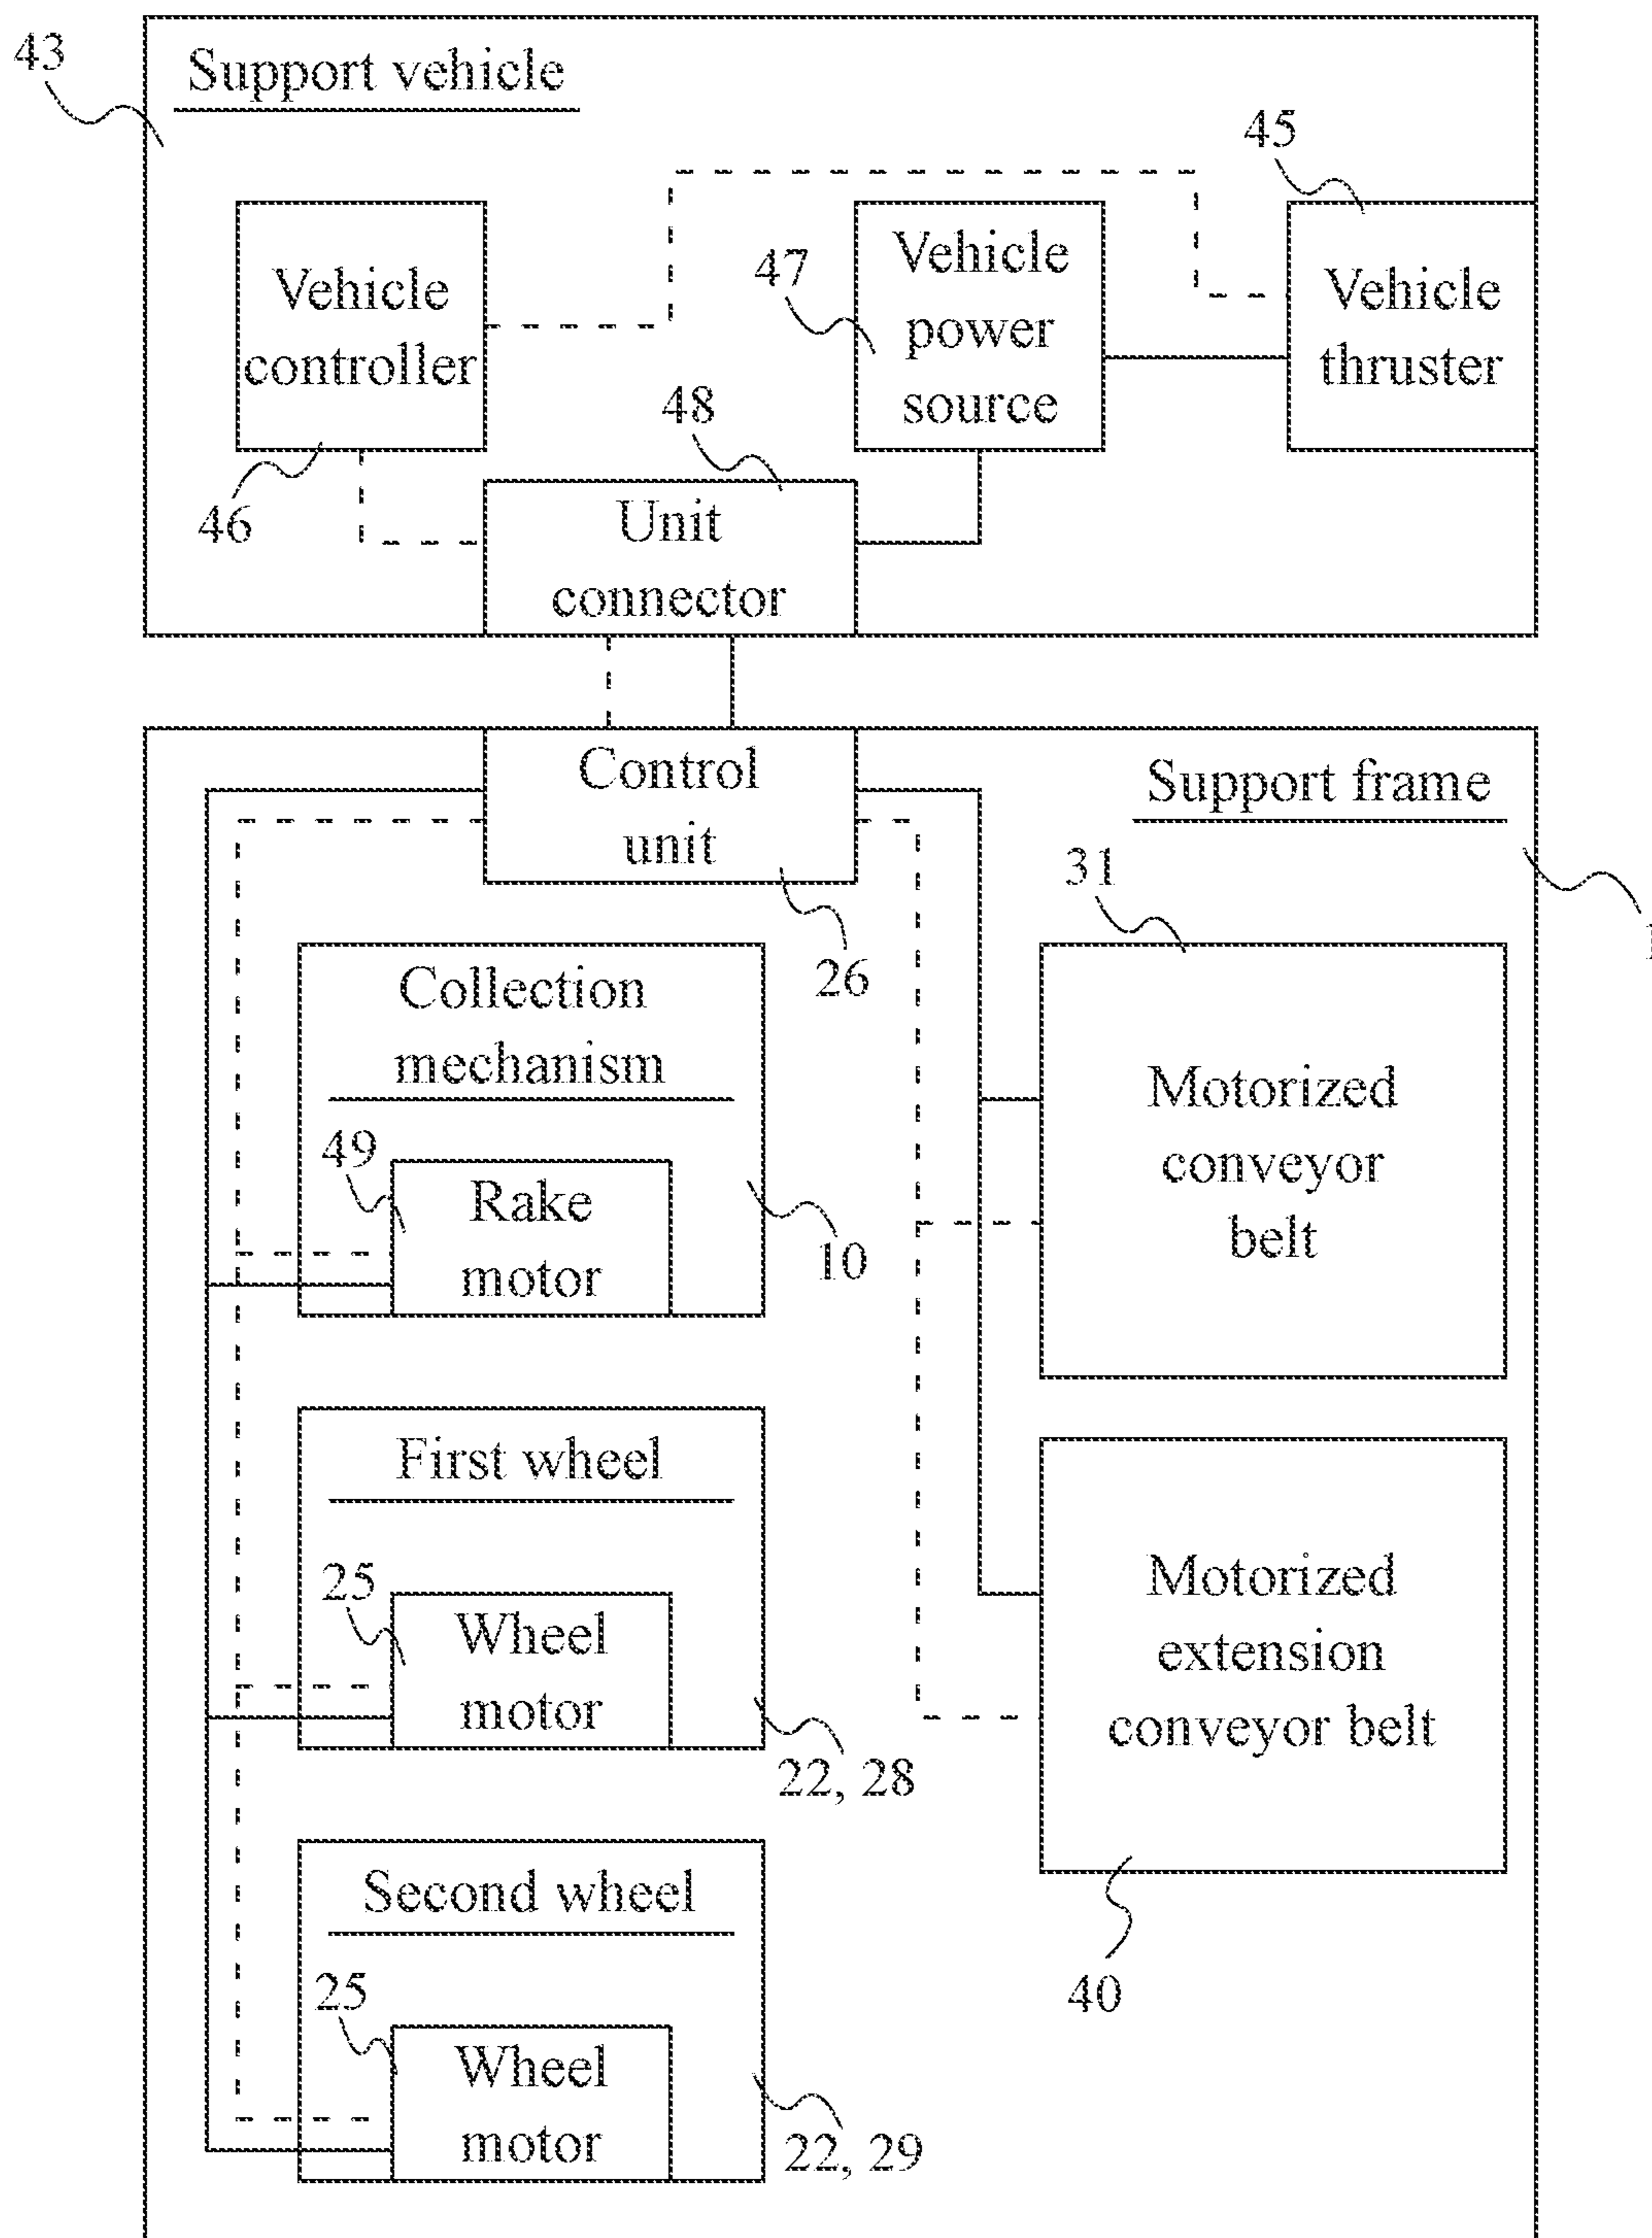 43
Support vehicle
45
Vehicle
controller
47
Vehicle
power
source
Vehicle
thruster
46
48
Unit
connector
Control
unit
Support frame
31
1
26
Collection
mechanism
49
Rake
motor
10
Motorized
conveyor
belt
First wheel
25
Wheel
motor
22, 28
Motorized
extension
conveyor belt
40
Second wheel
25
Wheel
motor
22, 29